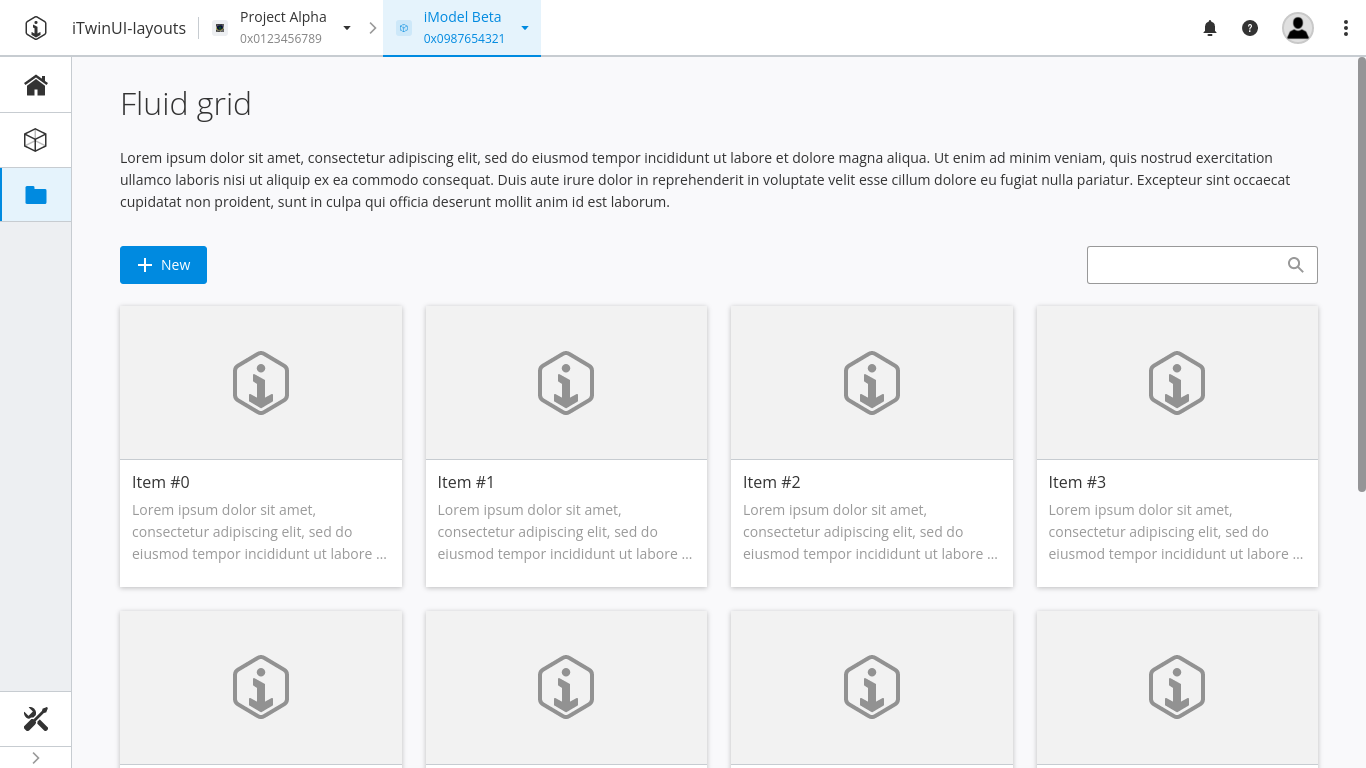 iTwinUI-layouts
Project Alpha
0x0123456789
iModel Beta
0x0987654321
Fluid grid
Lorem ipsum dolor sit amet, consectetur adipiscing elit, sed do eiusmod tempor incididunt ut labore et dolore magna aliqua. Ut enim ad minim veniam, quis nostrud exercitation
ullamco laboris nisi ut aliquip ex ea commodo consequat. Duis aute irure dolor in reprehenderit in voluptate velit esse cillum dolore eu fugiat nulla pariatur. Excepteur sint occaecat
cupidatat non proident, sunt in culpa qui officia deserunt mollit anim id est laborum.
New
Item #0
Lorem ipsum dolor sit amet,
consectetur adipiscing elit, sed do
eiusmod tempor incididunt ut labore ...
Item #1
Lorem ipsum dolor sit amet,
consectetur adipiscing elit, sed do
eiusmod tempor incididunt ut labore ...
Item #2
Lorem ipsum dolor sit amet,
consectetur adipiscing elit, sed do
eiusmod tempor incididunt ut labore ...
Item #3
Lorem ipsum dolor sit amet,
consectetur adipiscing elit, sed do
eiusmod tempor incididunt ut labore ...